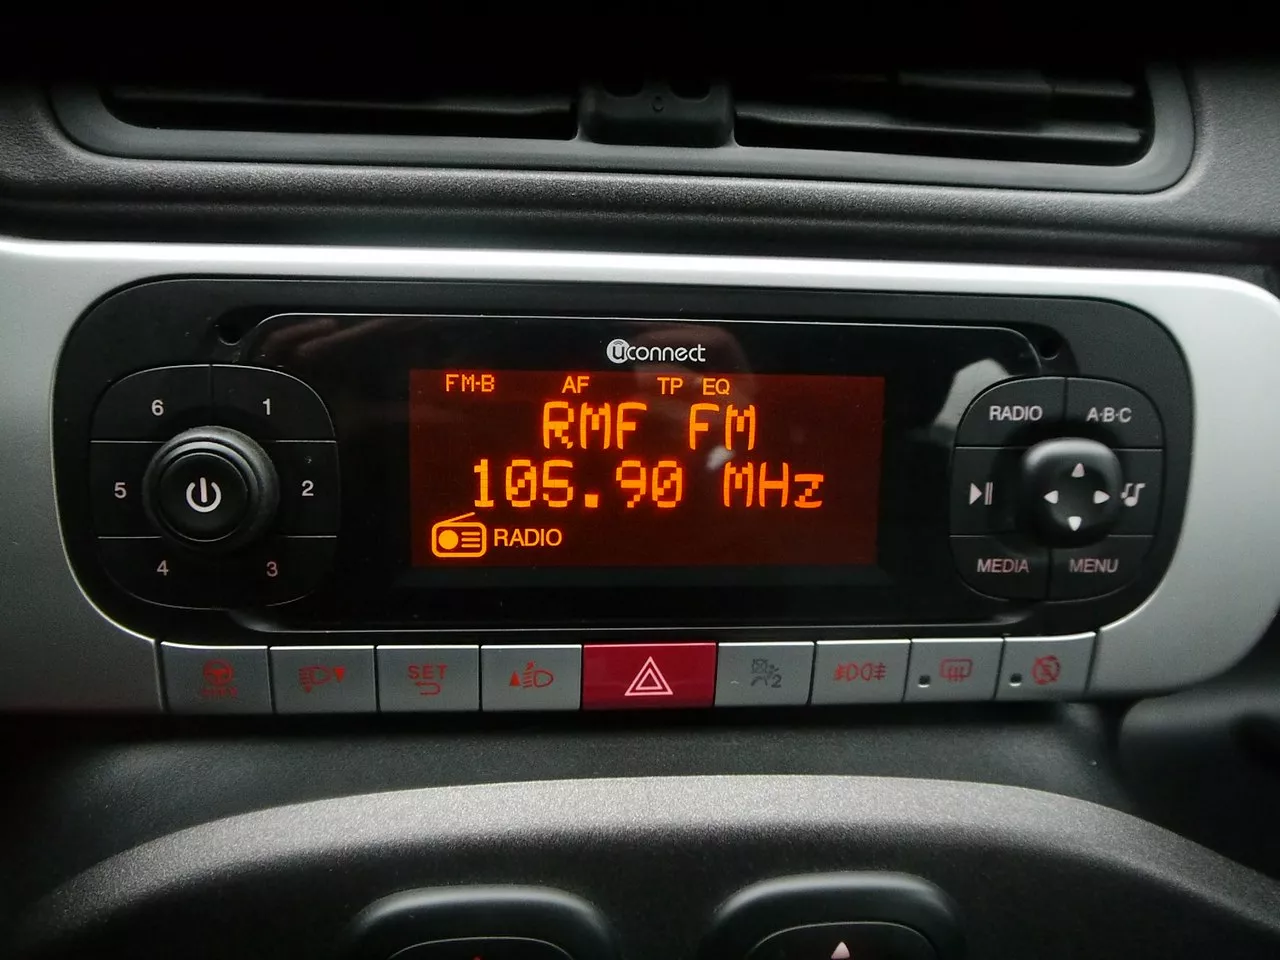 uconnect
FM-B AF TP EQ
RMF FM
105.90 MHz
RADIO
6 1
5 2
4 3
RADIO A·B·C
MEDIA MENU
SET
2